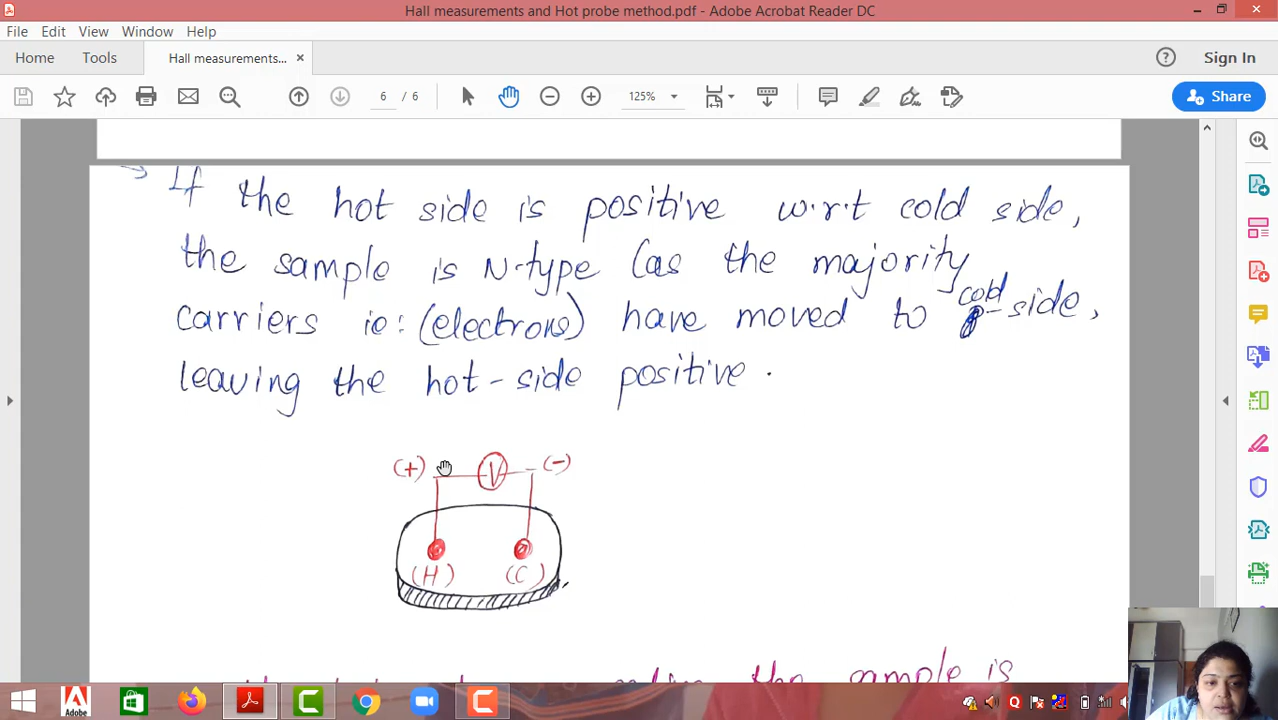 Hall measurements and Hot probe method.pdf - Adobe Acrobat Reader DC
File Edit View Window Help
Home Tools Hall measurements... × Sign In
6 / 6 125% Share
→ If the hot side is positive w.r.t cold side,
the sample is N-type (as the majority
carriers ie: (electrons) have moved to cold-side,
leaving the hot-side positive.
(+) V (-)
(H) (C)
the sample is
Adobe